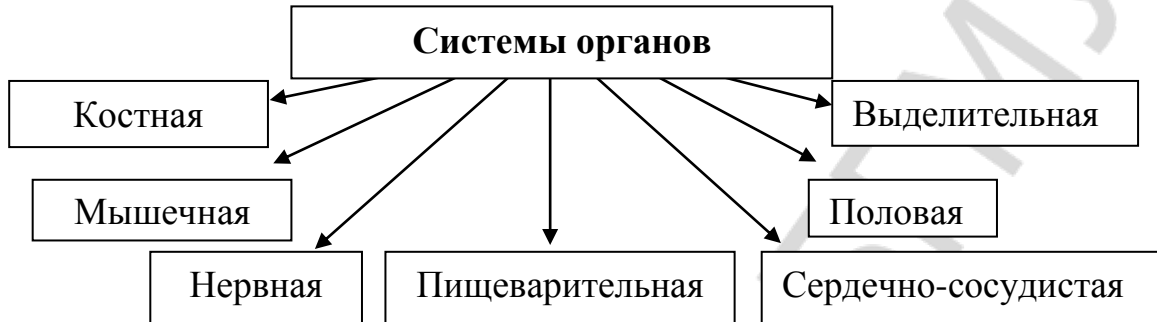 Системы органов
Костная
Выделительная
Мышечная
Половая
Нервная
Пищеварительная
Сердечно-сосудистая